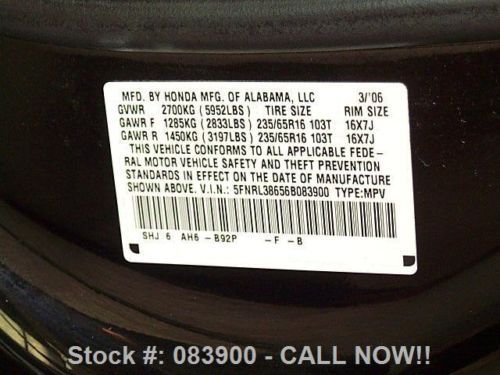 MFD. BY HONDA MFG. OF ALABAMA, LLC 3/'06
GVWR 2700KG (5952LBS) TIRE SIZE RIM SIZE
GAWR F 1285KG (2833LBS) 235/65R16 103T 16X7J
GAWR R 1450KG (3197LBS) 235/65R16 103T 16X7J
THIS VEHICLE CONFORMS TO ALL APPLICABLE FEDE-
RAL MOTOR VEHICLE SAFETY AND THEFT PREVENTION
STANDARDS IN EFFECT ON THE DATE OF MANUFACTURE
SHOWN ABOVE. V.I.N.: 5FNRL38656B083900 TYPE:MPV
SHJ 6 AH6 -B92P -F -B
Stock #: 083900 - CALL NOW!!